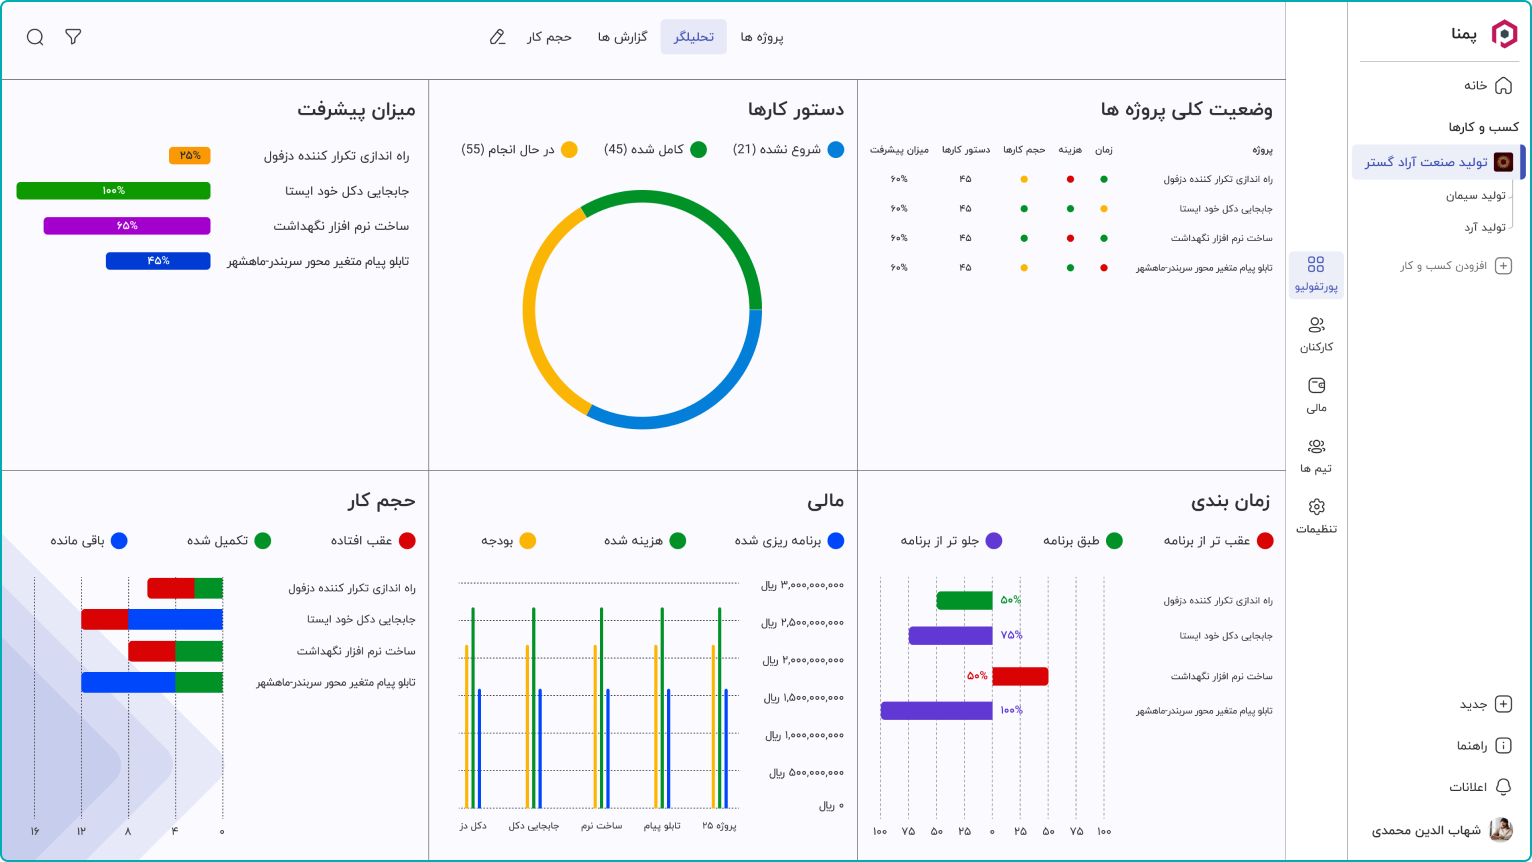 پمنا
خانه
کسب و کارها
تولید صنعت آراد گستر
تولید سیمان
تولید آرد
افزودن کسب و کار
جدید
راهنما
اعلانات
شهاب الدین محمدی
پورتفولیو
کارکنان
مالی
تیم ها
تنظیمات
پروژه ها تحلیلگر گزارش ها حجم کار
وضعیت کلی پروژه ها
پروژه زمان هزینه حجم کارها دستور کارها میزان پیشرفت
راه اندازی تکرار کننده دزفول ۴۵ ۶۰%
جابجایی دکل خود ایستا ۴۵ ۶۰%
ساخت نرم افزار نگهداشت ۴۵ ۶۰%
تابلو پیام متغیر محور سربندر-ماهشهر ۴۵ ۶۰%
دستور کارها
شروع نشده (21) کامل شده (45) در حال انجام (55)
میزان پیشرفت
راه اندازی تکرار کننده دزفول ۲۵%
جابجایی دکل خود ایستا ۱۰۰%
ساخت نرم افزار نگهداشت ۶۵%
تابلو پیام متغیر محور سربندر-ماهشهر ۴۵%
زمان بندی
عقب تر از برنامه طبق برنامه جلو تر از برنامه
راه اندازی تکرار کننده دزفول ۵۰%
جابجایی دکل خود ایستا ۷۵%
ساخت نرم افزار نگهداشت ۵۰%
تابلو پیام متغیر محور سربندر-ماهشهر ۱۰۰%
۱۰۰ ۷۵ ۵۰ ۲۵ ۰ ۲۵ ۵۰ ۷۵ ۱۰۰
مالی
برنامه ریزی شده هزینه شده بودجه
۳,۰۰۰,۰۰۰,۰۰۰ ریال
۲,۵۰۰,۰۰۰,۰۰۰ ریال
۲,۰۰۰,۰۰۰,۰۰۰ ریال
۱,۵۰۰,۰۰۰,۰۰۰ ریال
۱,۰۰۰,۰۰۰,۰۰۰ ریال
۵۰۰,۰۰۰,۰۰۰ ریال
۰ ریال
پروژه ۲۵ تابلو پیام ساخت نرم جابجایی دکل دکل دز
حجم کار
عقب افتاده تکمیل شده باقی مانده
راه اندازی تکرار کننده دزفول
جابجایی دکل خود ایستا
ساخت نرم افزار نگهداشت
تابلو پیام متغیر محور سربندر-ماهشهر
۰ ۴ ۸ ۱۲ ۱۶